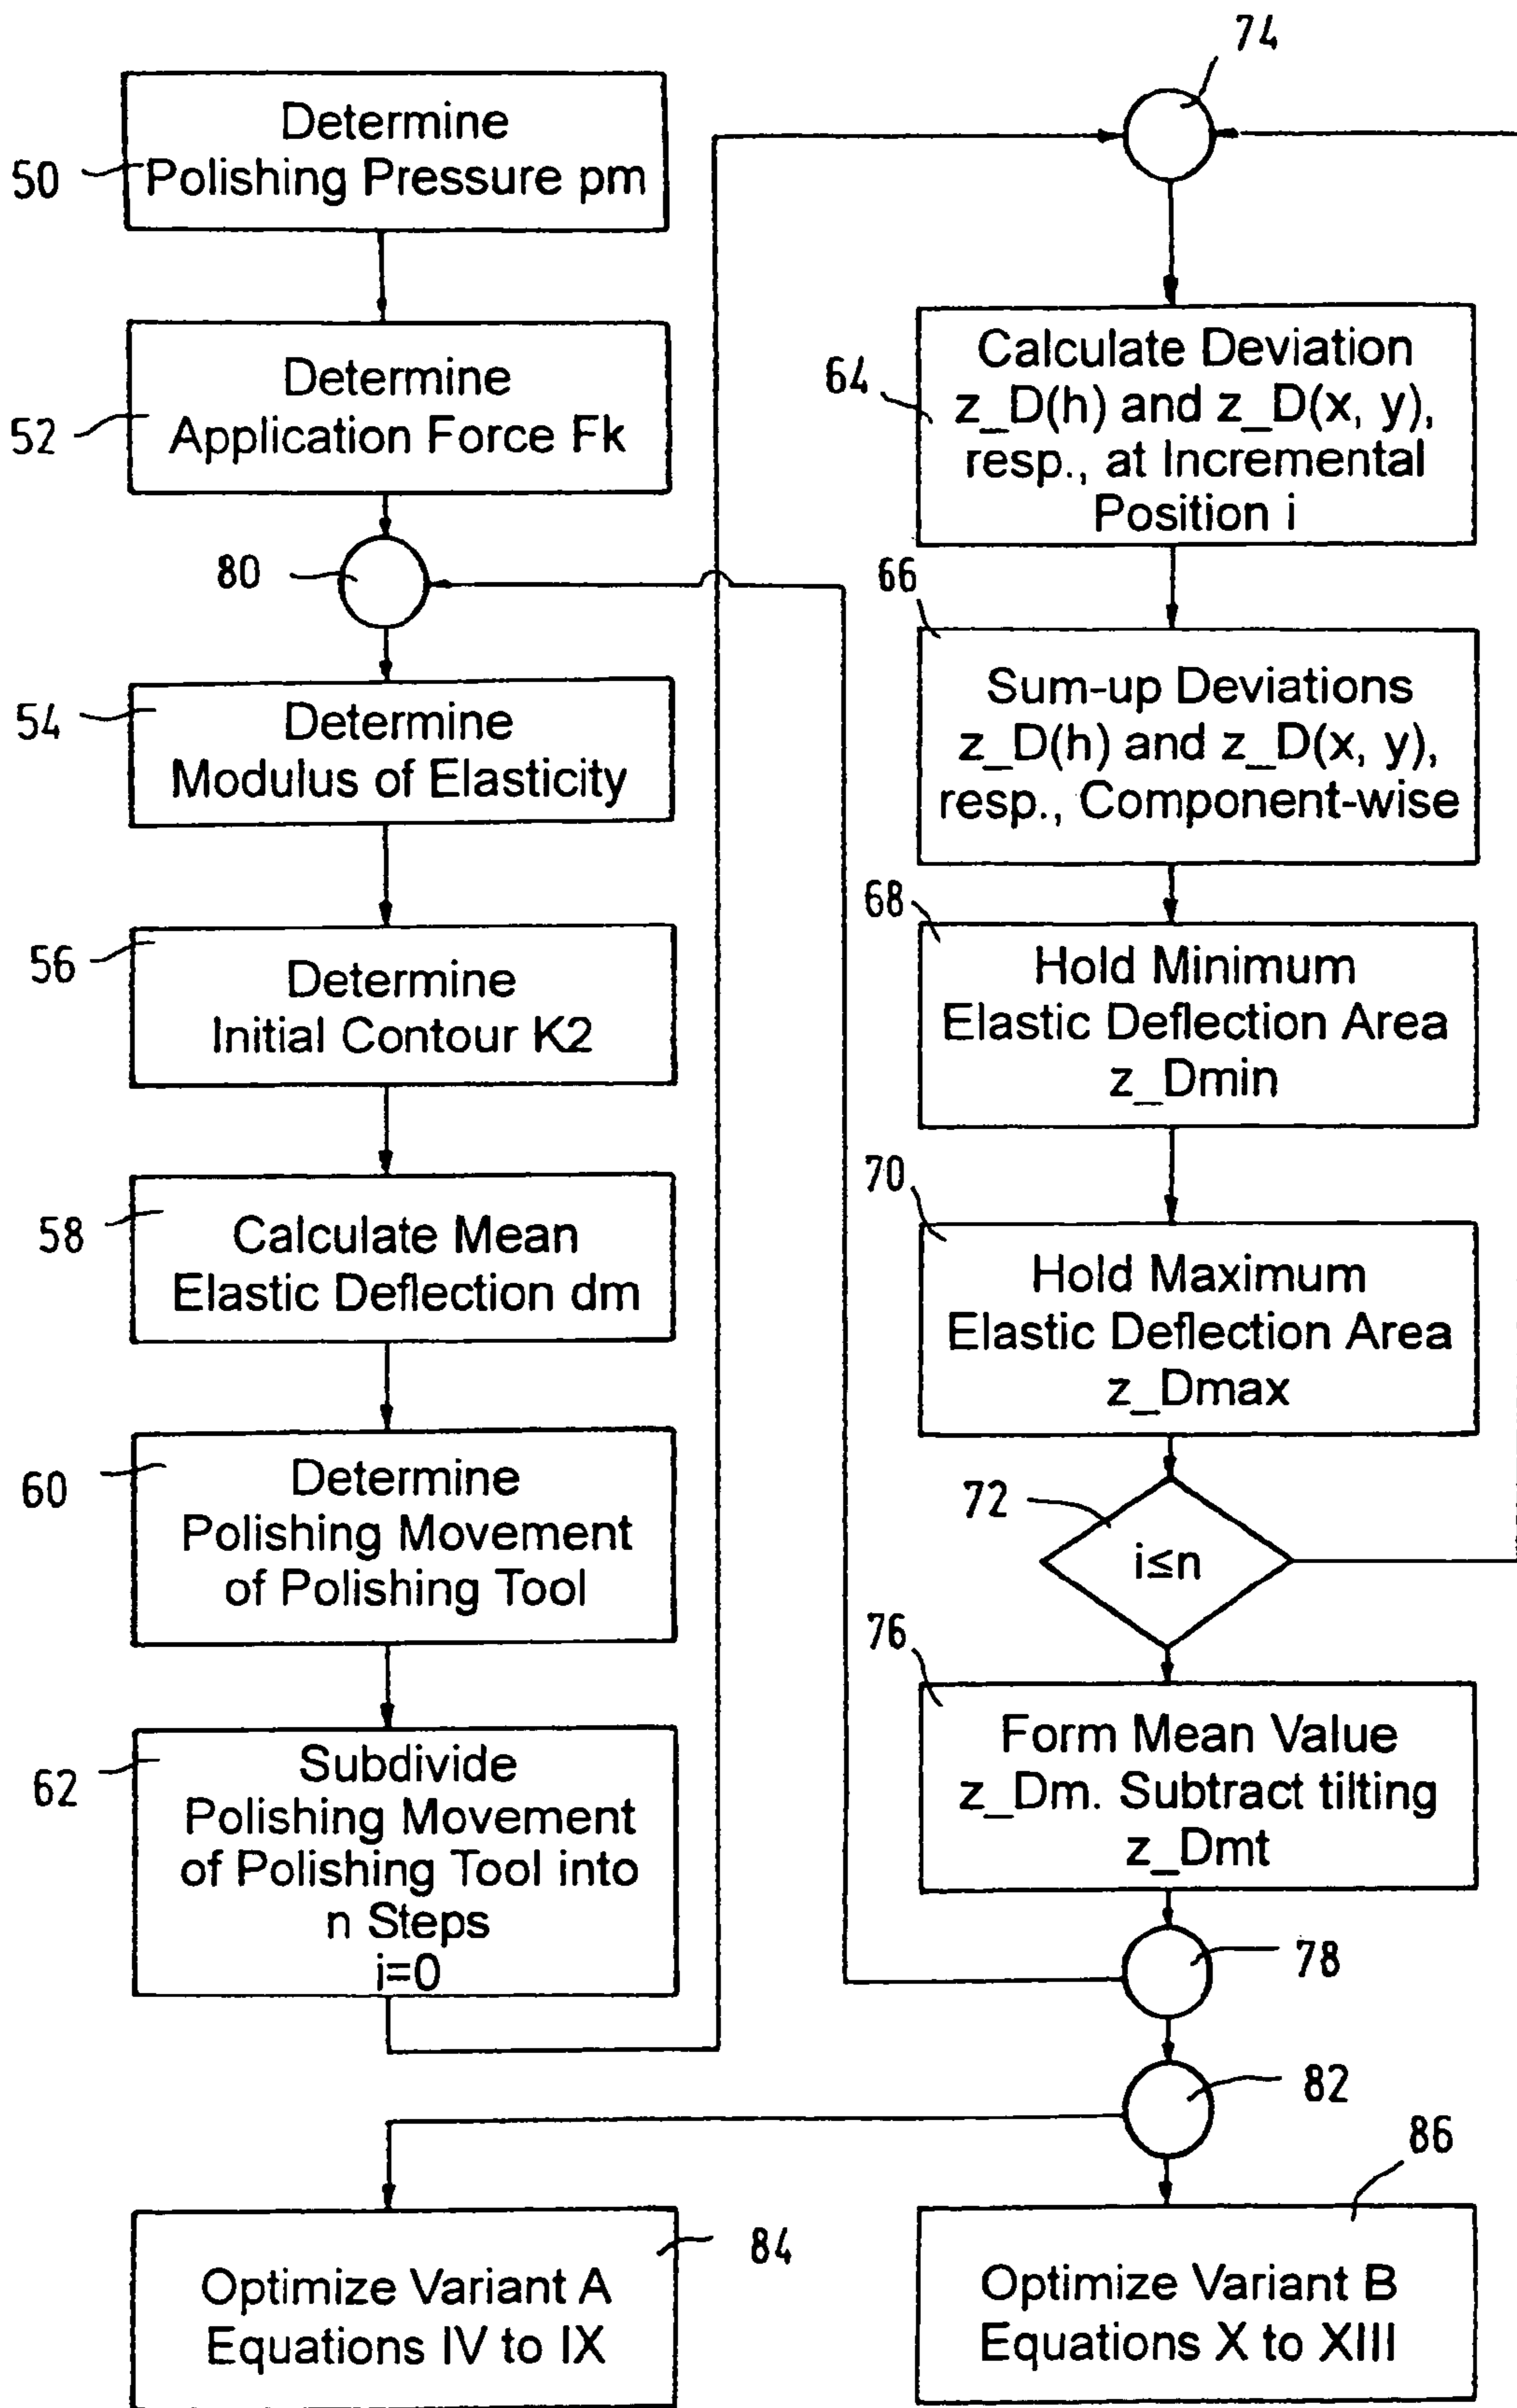 50
Determine
Polishing Pressure pm
52
Determine
Application Force Fk
80
54
Determine
Modulus of Elasticity
56
Determine
Initial Contour K2
58
Calculate Mean
Elastic Deflection dm
60
Determine
Polishing Movement
of Polishing Tool
62
Subdivide
Polishing Movement
of Polishing Tool into
n Steps
i=0
74
64
Calculate Deviation
z_D(h) and z_D(x, y),
resp., at Incremental
Position i
66
Sum-up Deviations
z_D(h) and z_D(x, y),
resp., Component-wise
68
Hold Minimum
Elastic Deflection Area
z_Dmin
70
Hold Maximum
Elastic Deflection Area
z_Dmax
72
i≤n
76
Form Mean Value
z_Dm. Subtract tilting
z_Dmt
78
82
84
Optimize Variant A
Equations IV to IX
86
Optimize Variant B
Equations X to XIII